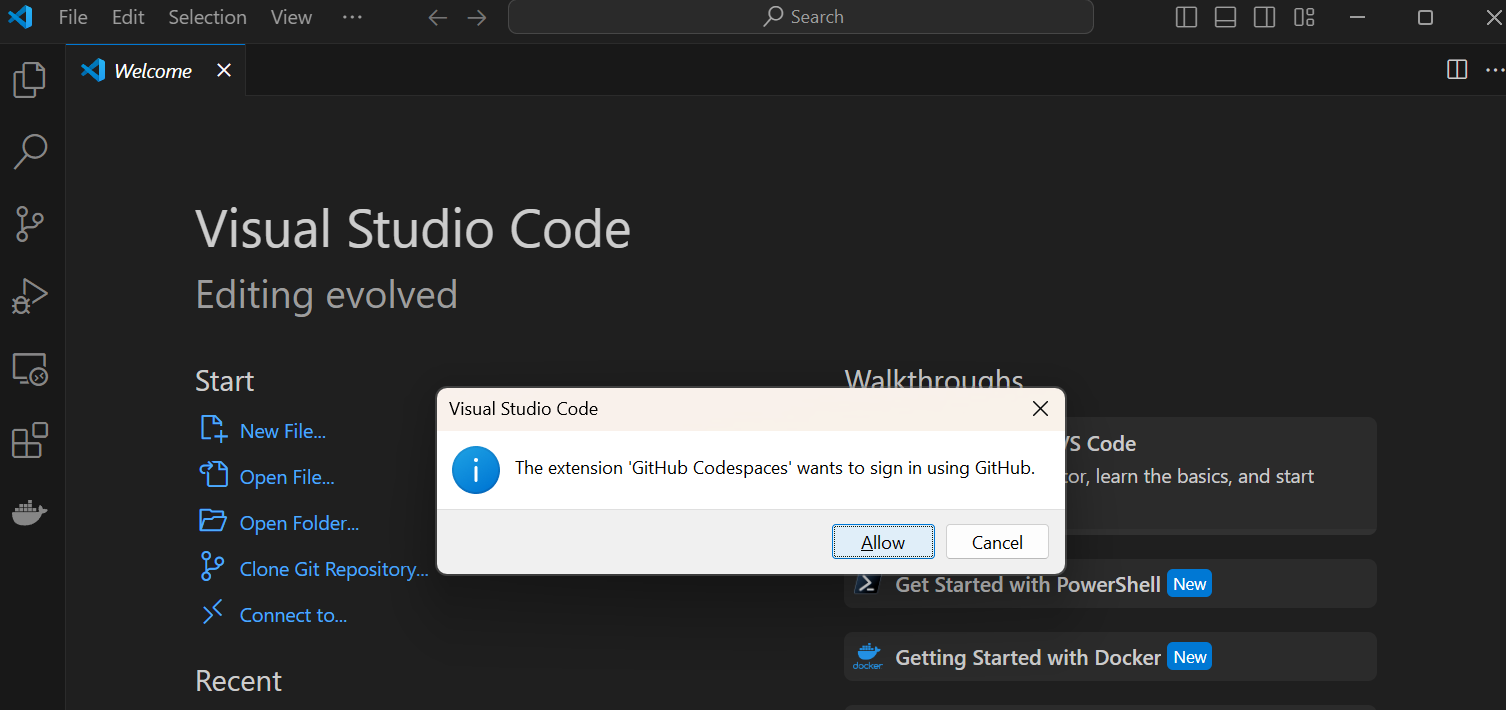 File Edit Selection View ... Search
Welcome
Visual Studio Code
Editing evolved
Start
New File...
Open File...
Open Folder...
Clone Git Repository...
Connect to...
Recent
Walkthroughs
VS Code
tor, learn the basics, and start
Get Started with PowerShell New
docker
Getting Started with Docker New
Visual Studio Code
The extension 'GitHub Codespaces' wants to sign in using GitHub.
Allow Cancel